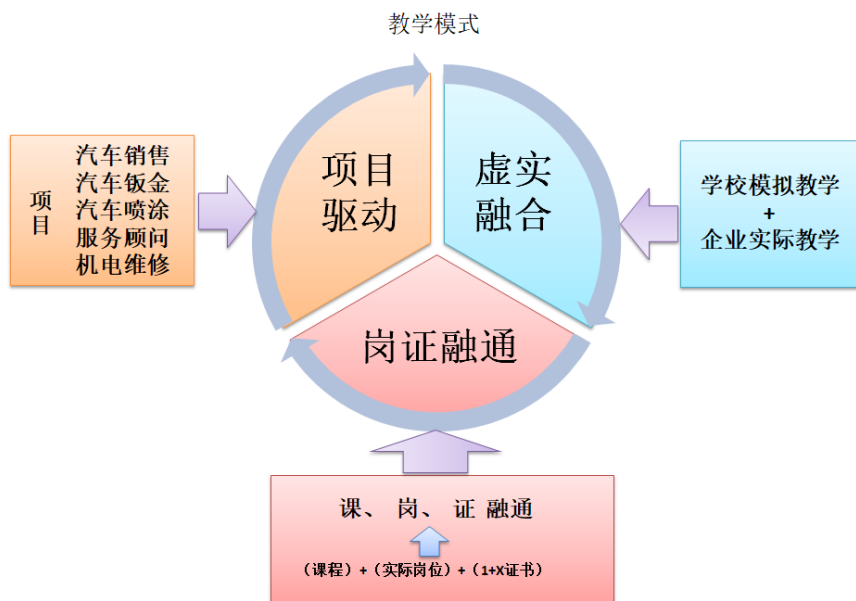 教学模式
项目
驱动
虚实
融合
岗证融通
项
目
汽车销售
汽车钣金
汽车喷涂
服务顾问
机电维修
学校模拟教学
+
企业实际教学
课、 岗、 证 融通
（课程）+（实际岗位）+（1+X证书）